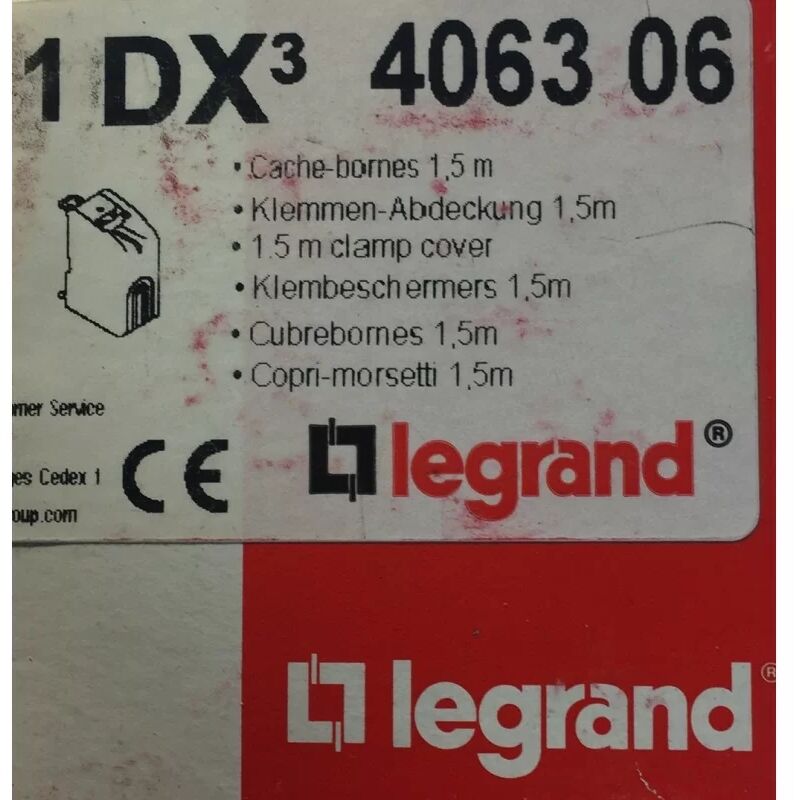 1 DX³ 4063 06
• Cache-bornes 1,5 m
• Klemmen-Abdeckung 1,5m
• 1.5 m clamp cover
• Klembeschermers 1,5m
• Cubrebornes 1,5m
• Copri-morsetti 1,5m
mer Service
es Cedex 1
oup.com
CE
legrand®
legrand®